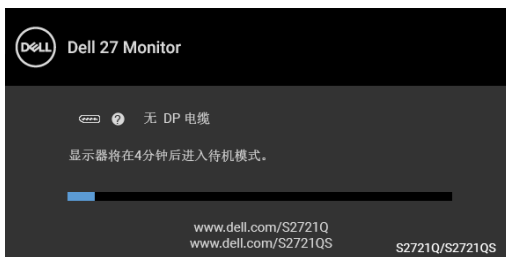 DELL Dell 27 Monitor
? 无 DP 电缆
显示器将在4分钟后进入待机模式。
www.dell.com/S2721Q
www.dell.com/S2721QS
S2721Q/S2721QS